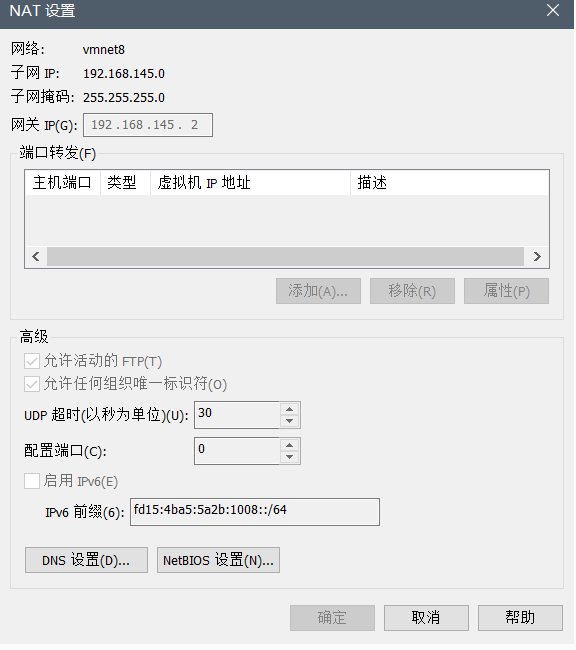 NAT 设置
网络: vmnet8
子网 IP: 192.168.145.0
子网掩码: 255.255.255.0
网关 IP(G): 192 . 168 . 145 . 2
端口转发(F)
主机端口 类型 虚拟机 IP 地址 描述
添加(A)... 移除(R) 属性(P)
高级
允许活动的 FTP(T)
允许任何组织唯一标识符(O)
UDP 超时(以秒为单位)(U): 30
配置端口(C): 0
启用 IPv6(E)
IPv6 前缀(6): fd15:4ba5:5a2b:1008::/64
DNS 设置(D)... NetBIOS 设置(N)...
确定 取消 帮助